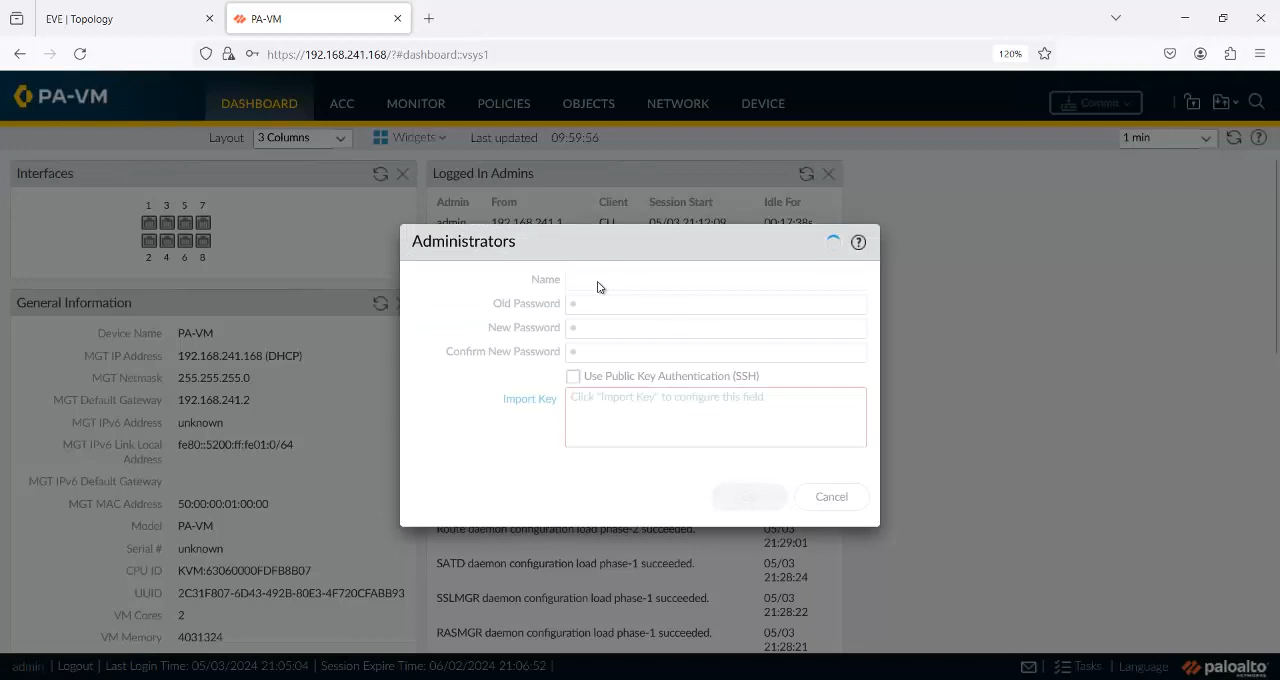 EVE | Topology
PA-VM
https://192.168.241.168/?#dashboard::vsys1
120%
PA-VM
DASHBOARD
ACC
MONITOR
POLICIES
OBJECTS
NETWORK
DEVICE
Commit
Layout
3 Columns
Widgets
Last updated 09:59:56
1 min
Interfaces
1 3 5 7
2 4 6 8
Logged In Admins
Admin From Client Session Start Idle For
admin 192.168.241.1 CLI 05/03 21:12:09 00:17:38s
General Information
Device Name PA-VM
MGT IP Address 192.168.241.168 (DHCP)
MGT Netmask 255.255.255.0
MGT Default Gateway 192.168.241.2
MGT IPv6 Address unknown
MGT IPv6 Link Local Address fe80::5200:ff:fe01:0/64
MGT IPv6 Default Gateway
MGT MAC Address 50:00:00:01:00:00
Model PA-VM
Serial # unknown
CPU ID KVM:63060000FDFB8B07
UUID 2C31F807-6D43-492B-80E3-4F720CFABB93
VM Cores 2
VM Memory 4031324
Administrators
Name
Old Password
New Password
Confirm New Password
Use Public Key Authentication (SSH)
Import Key
Click "Import Key" to configure this field
Cancel
Route daemon configuration load phase-2 succeeded. 05/03 21:29:01
SATD daemon configuration load phase-1 succeeded. 05/03 21:28:24
SSLMGR daemon configuration load phase-1 succeeded. 05/03 21:28:22
RASMGR daemon configuration load phase-1 succeeded. 05/03 21:28:21
admin | Logout | Last Login Time: 05/03/2024 21:05:04 | Session Expire Time: 06/02/2024 21:06:52 |
Tasks | Language
paloalto
NETWORKS